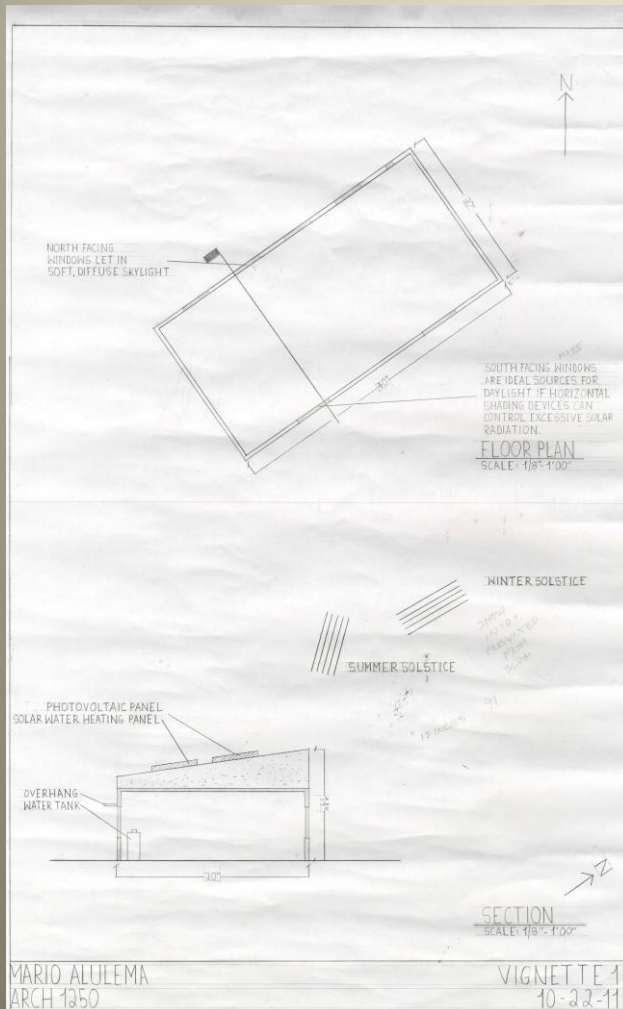 N
NORTH FACING
WINDOWS LET IN
SOFT, DIFFUSE SKYLIGHT
SOUTH FACING WINDOWS
ARE IDEAL SOURCES FOR
DAYLIGHT IF HORIZONTAL
SHADING DEVICES CAN
CONTROL EXCESSIVE SOLAR
RADIATION.
FLOOR PLAN
SCALE: 1/8"-1'00"
WINTER SOLSTICE
SUMMER SOLSTICE
PHOTOVOLTAIC PANEL
SOLAR WATER HEATING PANEL
OVERHANG
WATER TANK
20"
N
SECTION
SCALE: 1/8"-1'00"
MARIO ALULEMA
ARCH 1250
VIGNETTE 1
10-22-11